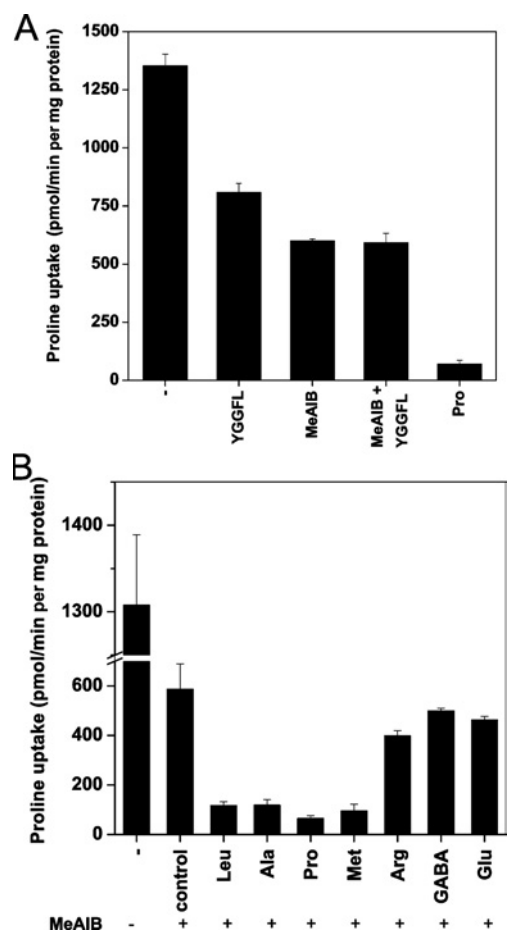 A
Proline uptake (pmol/min per mg protein)
1500
1250
1000
750
500
250
0
-
YGGFL
MeAIB
MeAIB +
YGGFL
Pro
B
Proline uptake (pmol/min per mg protein)
1400
1300
600
400
200
0
-
control
Leu
Ala
Pro
Met
Arg
GABA
Glu
MeAIB - + + + + + + + +